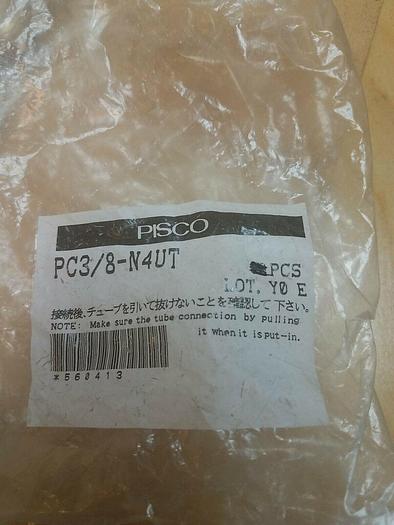 PISCO
PC3/8-N4UT
PCS
LOT. Y0 E
接続後、チューブを引いて抜けないことを確認して下さい。
NOTE: Make sure the tube connection by pulling
it when it is put-in.
*560413